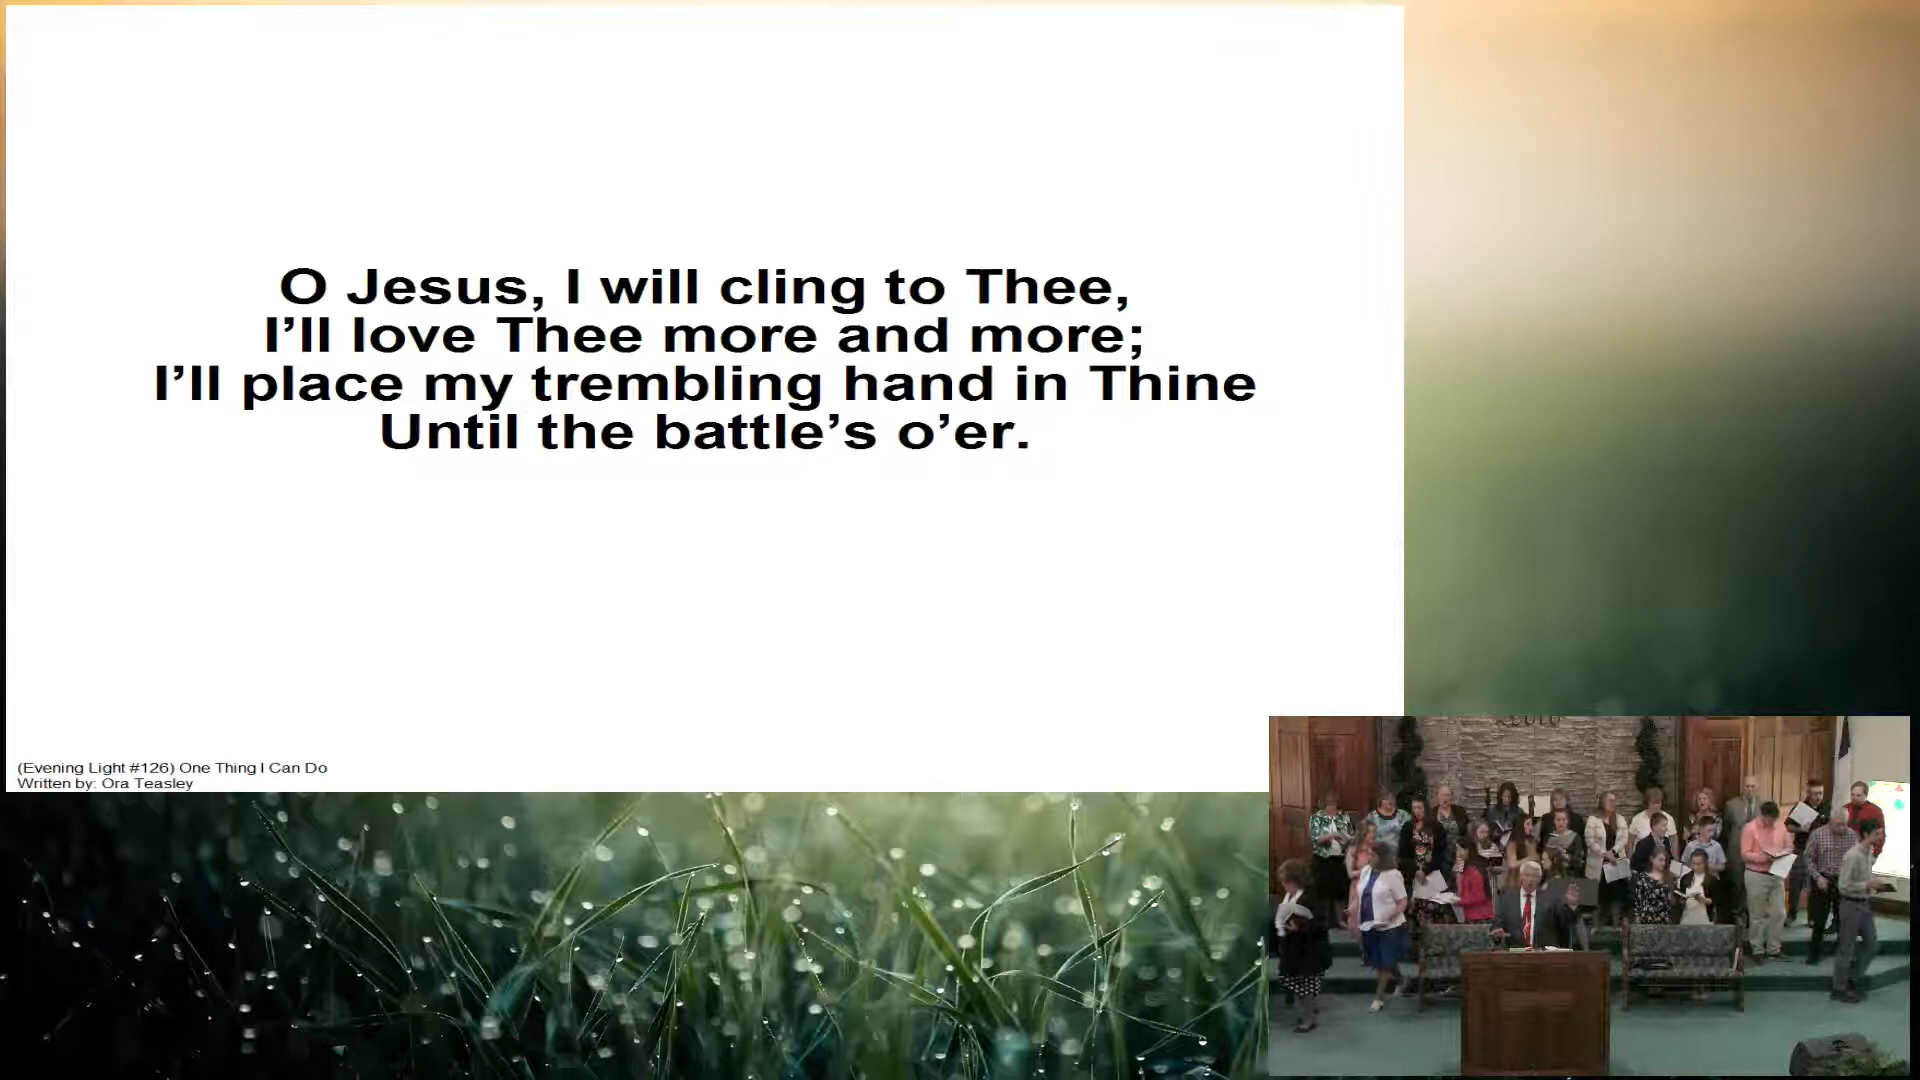 O Jesus, I will cling to Thee,
I’ll love Thee more and more;
I’ll place my trembling hand in Thine
Until the battle’s o’er.
(Evening Light #126) One Thing I Can Do
Written by: Ora Teasley